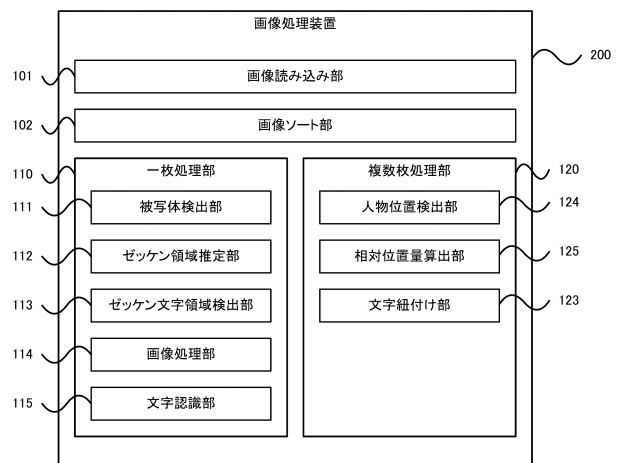 画像処理装置
200
101
画像読み込み部
102
画像ソート部
110
一枚処理部
111
被写体検出部
112
ゼッケン領域推定部
113
ゼッケン文字領域検出部
114
画像処理部
115
文字認識部
複数枚処理部
120
人物位置検出部
124
相対位置量算出部
125
文字紐付け部
123